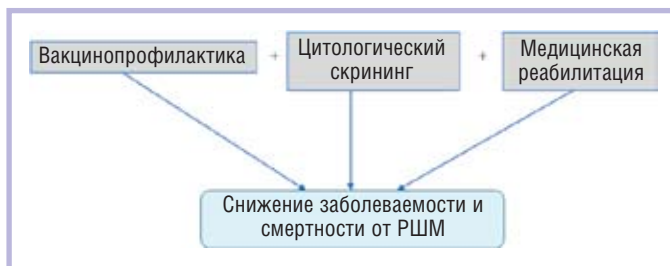 Вакцинопрофилактика + Цитологический скрининг + Медицинская реабилитация
Снижение заболеваемости и
смертности от РШМ